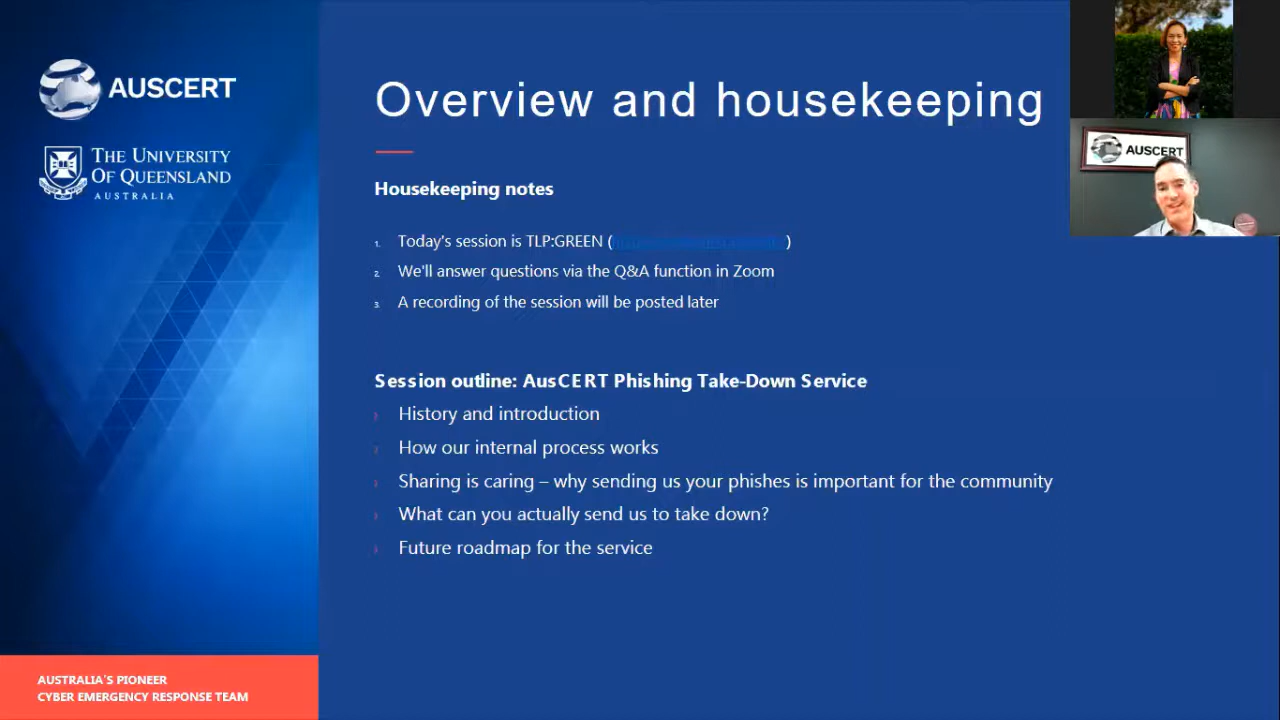 AUSCERT
THE UNIVERSITY
OF QUEENSLAND
AUSTRALIA
Overview and housekeeping
Housekeeping notes
1. Today's session is TLP:GREEN ( )
2. We'll answer questions via the Q&A function in Zoom
3. A recording of the session will be posted later
Session outline: AusCERT Phishing Take-Down Service
History and introduction
How our internal process works
Sharing is caring – why sending us your phishes is important for the community
What can you actually send us to take down?
Future roadmap for the service
AUSTRALIA'S PIONEER
CYBER EMERGENCY RESPONSE TEAM
AUSCERT